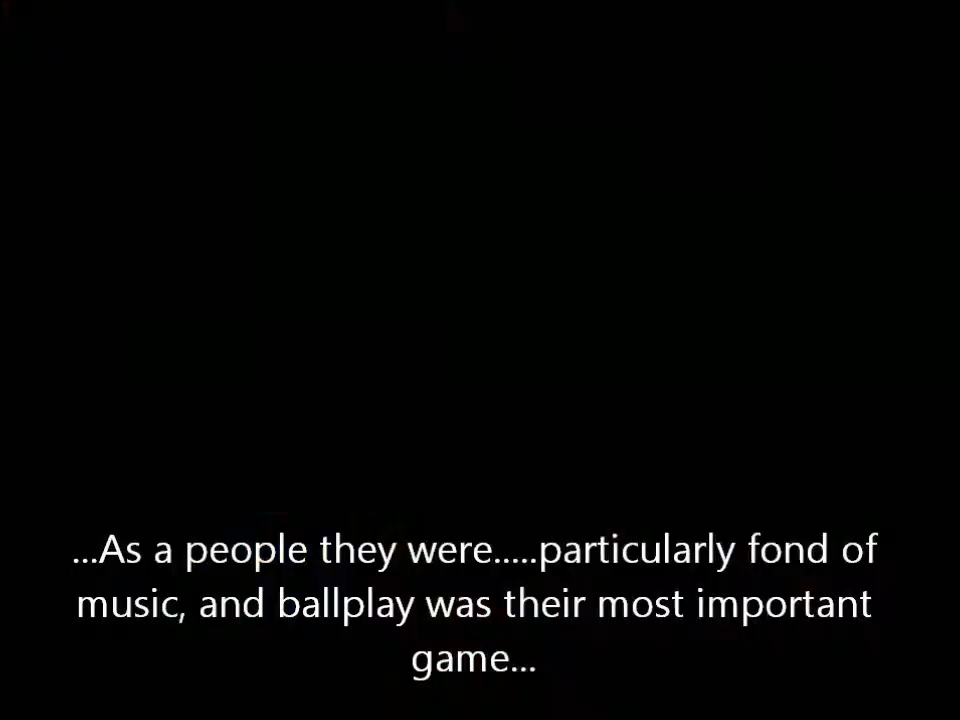 ...As a people they were.....particularly fond of
music, and ballplay was their most important
game...